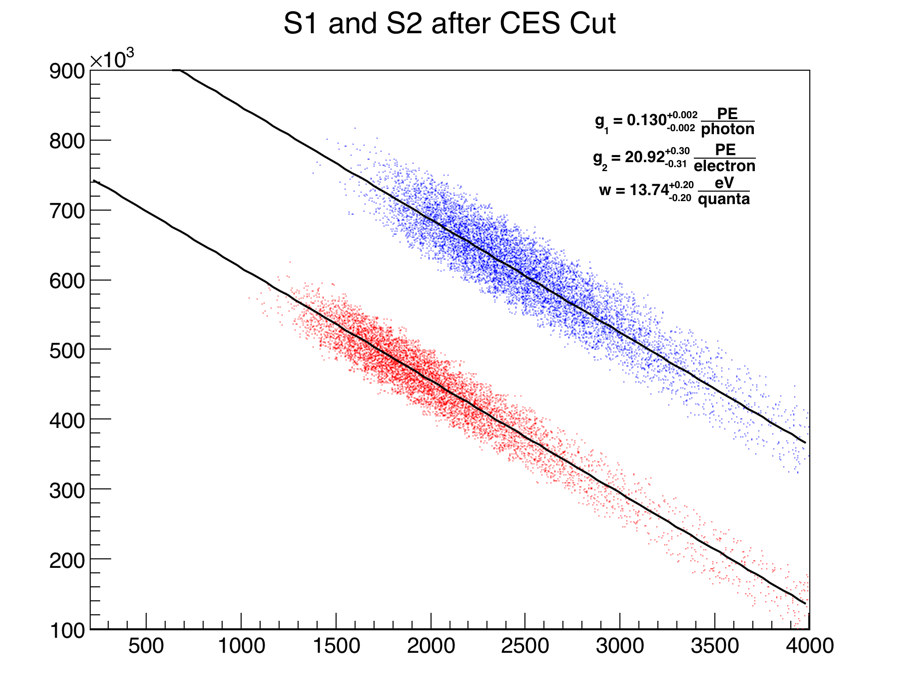 S1 and S2 after CES Cut
×10³
900
800
700
600
500
400
300
200
100
g₁ = 0.130 +0.002 -0.002 PE/photon
g₂ = 20.92 +0.30 -0.31 PE/electron
w = 13.74 +0.20 -0.20 eV/quanta
500 1000 1500 2000 2500 3000 3500 4000